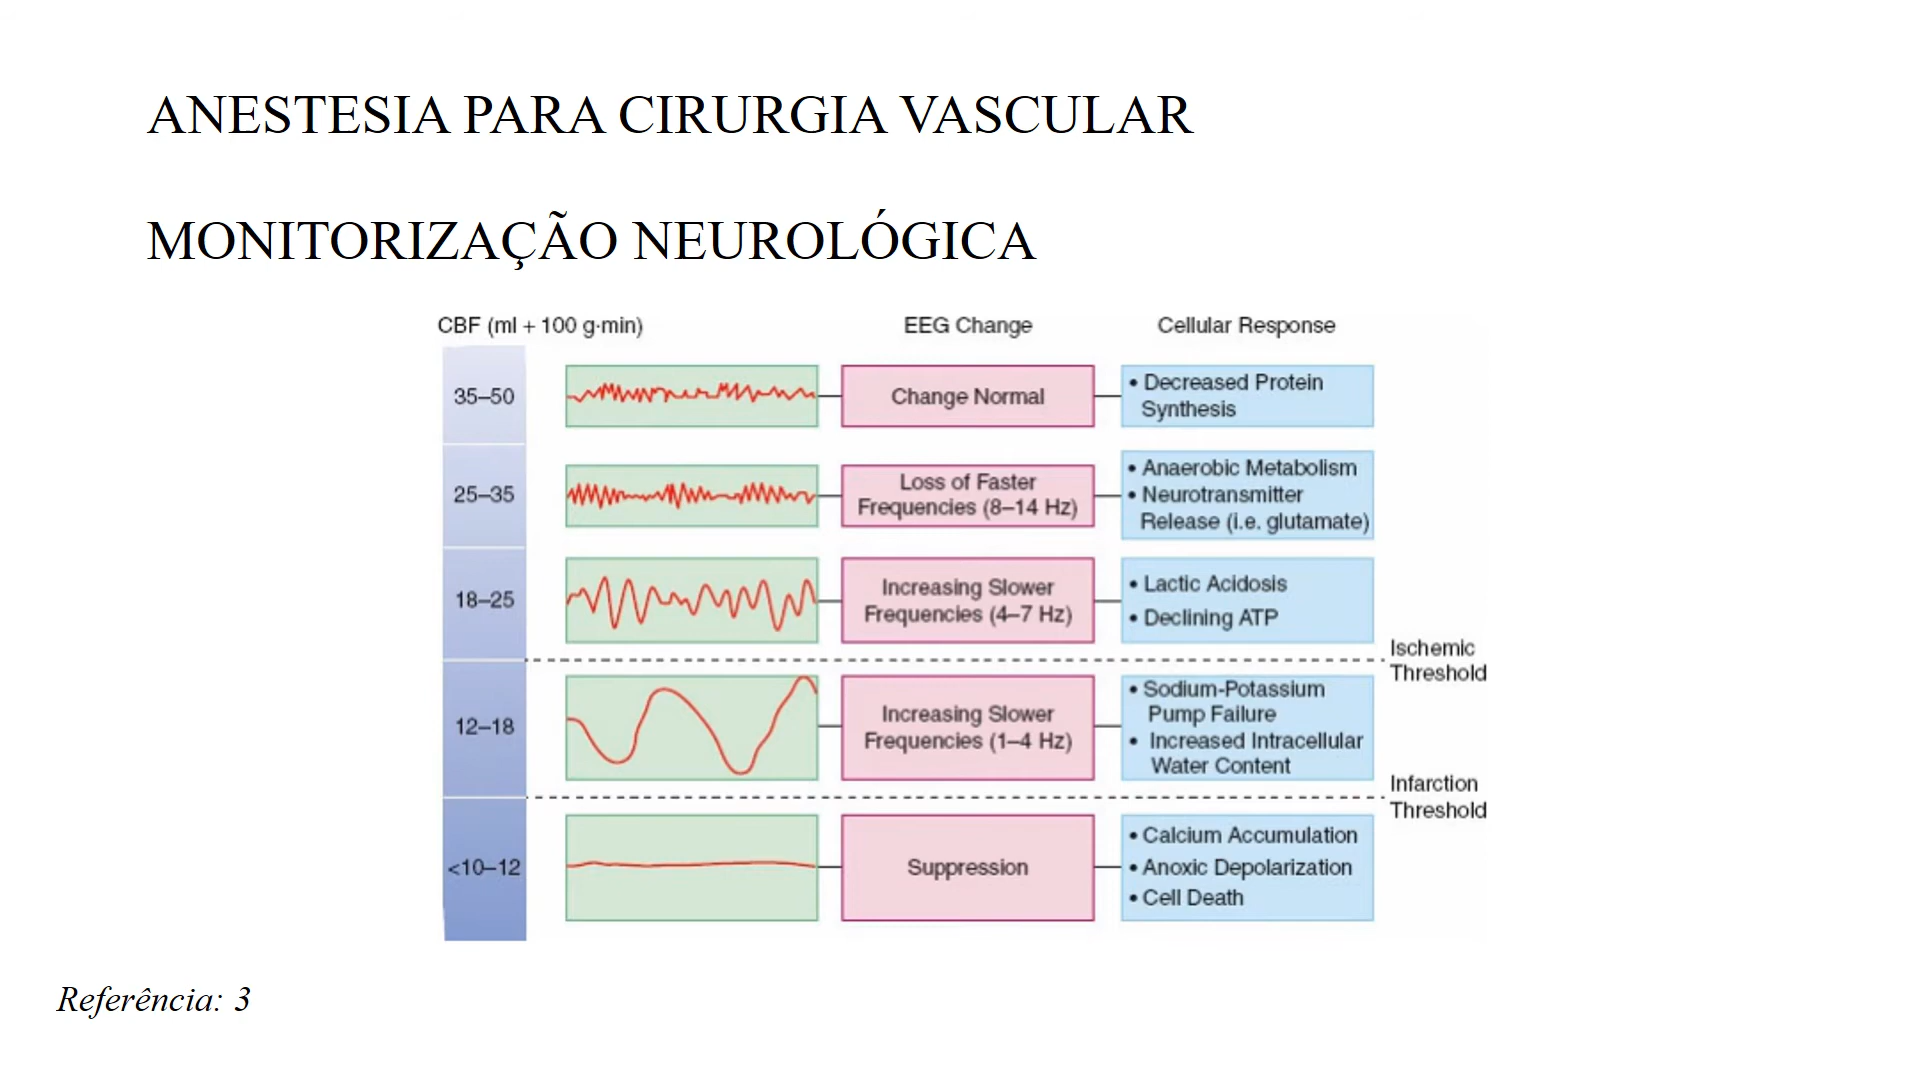 ANESTESIA PARA CIRURGIA VASCULAR
MONITORIZAÇÃO NEUROLÓGICA
CBF (ml + 100 g·min)
EEG Change
Cellular Response
35–50
Change Normal
• Decreased Protein
Synthesis
25–35
Loss of Faster
Frequencies (8–14 Hz)
• Anaerobic Metabolism
• Neurotransmitter
Release (i.e. glutamate)
18–25
Increasing Slower
Frequencies (4–7 Hz)
• Lactic Acidosis
• Declining ATP
Ischemic
Threshold
12–18
Increasing Slower
Frequencies (1–4 Hz)
• Sodium-Potassium
Pump Failure
• Increased Intracellular
Water Content
Infarction
Threshold
<10–12
Suppression
• Calcium Accumulation
• Anoxic Depolarization
• Cell Death
Referência: 3